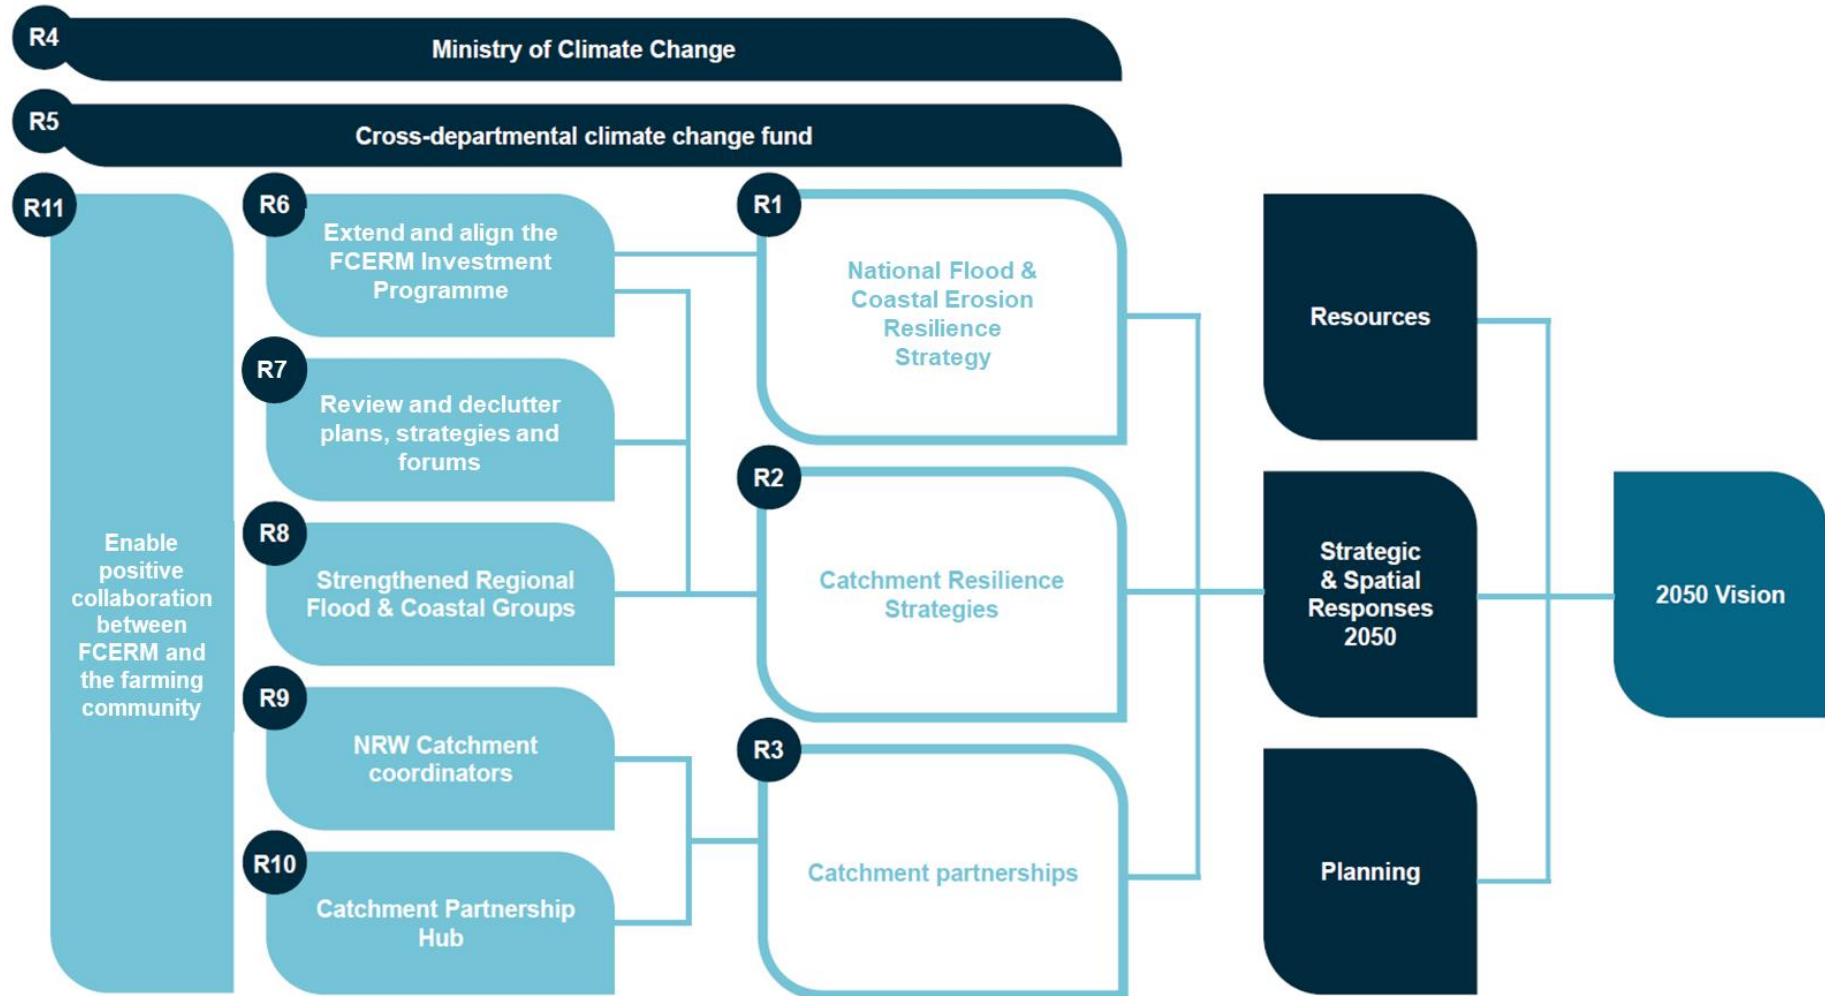 R4
Ministry of Climate Change
R5
Cross-departmental climate change fund
R11
Enable
positive
collaboration
between
FCERM and
the farming
community
R6
Extend and align the
FCERM Investment
Programme
R7
Review and declutter
plans, strategies and
forums
R8
Strengthened Regional
Flood & Coastal Groups
R9
NRW Catchment
coordinators
R10
Catchment Partnership
Hub
R1
National Flood &
Coastal Erosion
Resilience
Strategy
R2
Catchment Resilience
Strategies
R3
Catchment partnerships
Resources
Strategic
& Spatial
Responses
2050
Planning
2050 Vision